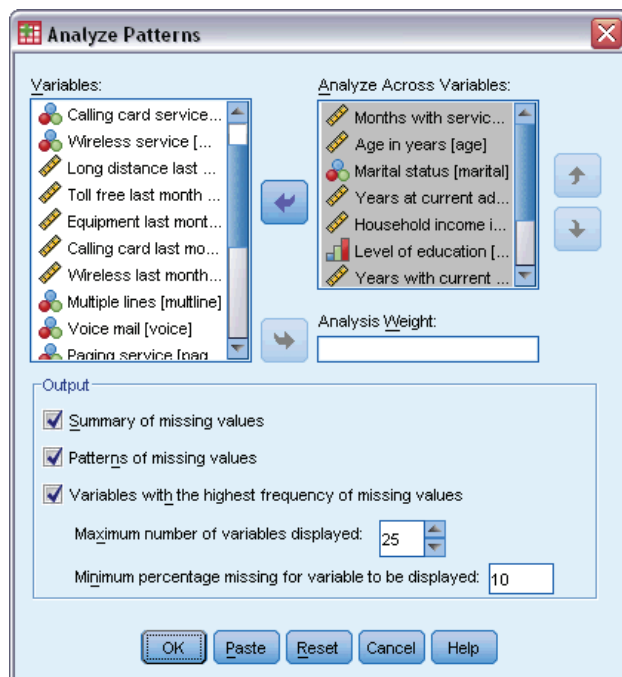 Analyze Patterns
Variables:
Calling card service...
Wireless service [...
Long distance last ...
Toll free last month ...
Equipment last mont...
Calling card last mo...
Wireless last month...
Multiple lines [multline]
Voice mail [voice]
Paging service [pag
Analyze Across Variables:
Months with servic...
Age in years [age]
Marital status [marital]
Years at current ad...
Household income i...
Level of education [...
Years with current ...
Analysis Weight:
Output
Summary of missing values
Patterns of missing values
Variables with the highest frequency of missing values
Maximum number of variables displayed: 25
Minimum percentage missing for variable to be displayed: 10
OK Paste Reset Cancel Help